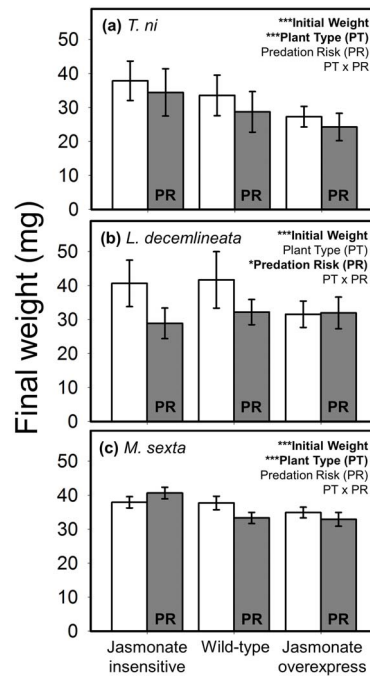 Final weight (mg)
(a) T. ni
***Initial Weight
***Plant Type (PT)
Predation Risk (PR)
PT x PR
50
40
30
20
10
0
PR PR PR
(b) L. decemlineata
***Initial Weight
Plant Type (PT)
*Predation Risk (PR)
PT x PR
50
40
30
20
10
0
PR PR PR
(c) M. sexta
***Initial Weight
***Plant Type (PT)
Predation Risk (PR)
PT x PR
50
40
30
20
10
0
PR PR PR
Jasmonate
insensitive
Wild-type
Jasmonate
overexpress